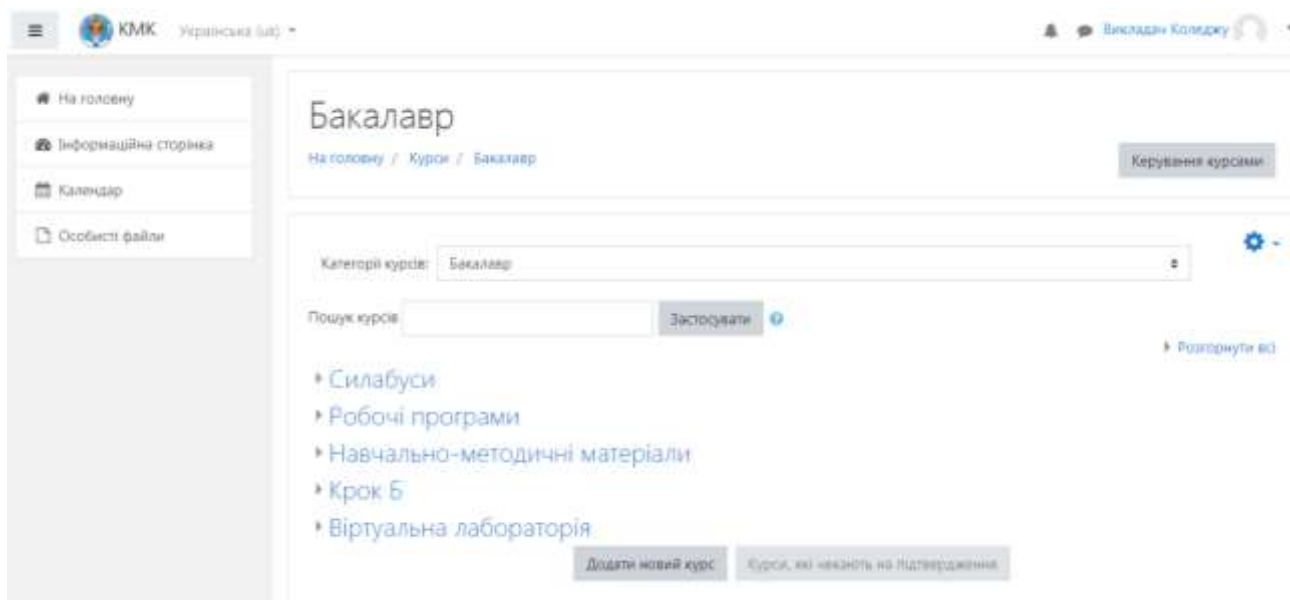 КМК Українська (uk)
Викладач Коледжу
На головну
Інформаційна сторінка
Календар
Особисті файли
Бакалавр
На головну / Курси / Бакалавр
Керування курсами
Категорії курсів: Бакалавр
Пошук курсів Застосувати
Розгорнути всі
Силабуси
Робочі програми
Навчально-методичні матеріали
Крок Б
Віртуальна лабораторія
Додати новий курс Курси, які чекають на підтвердження